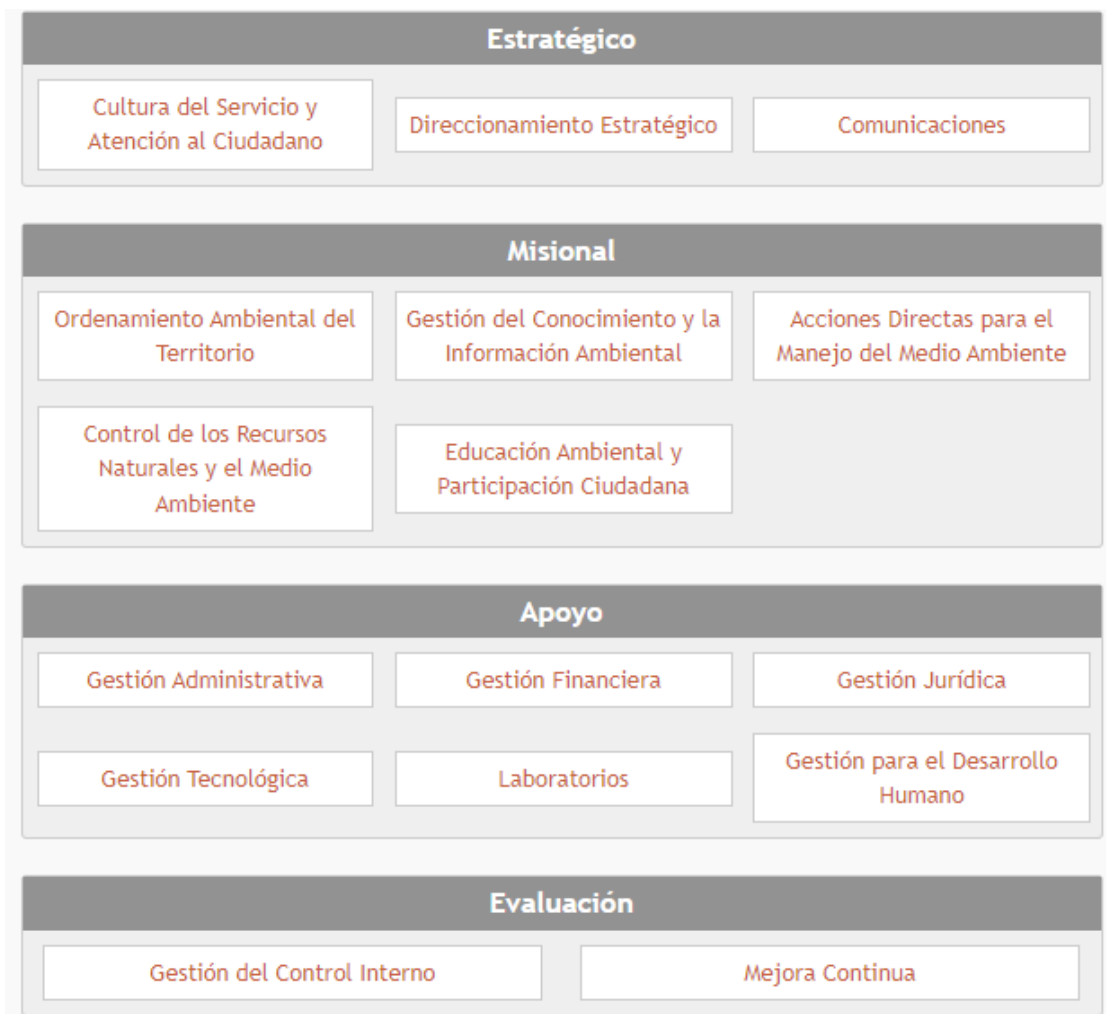 Estratégico
Cultura del Servicio y
Atención al Ciudadano
Direccionamiento Estratégico
Comunicaciones
Misional
Ordenamiento Ambiental del
Territorio
Gestión del Conocimiento y la
Información Ambiental
Acciones Directas para el
Manejo del Medio Ambiente
Control de los Recursos
Naturales y el Medio
Ambiente
Educación Ambiental y
Participación Ciudadana
Apoyo
Gestión Administrativa
Gestión Financiera
Gestión Jurídica
Gestión Tecnológica
Laboratorios
Gestión para el Desarrollo
Humano
Evaluación
Gestión del Control Interno
Mejora Continua